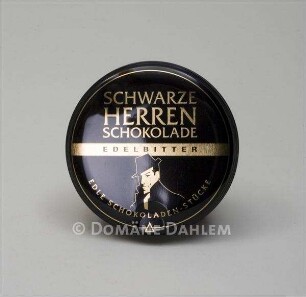 SCHWARZE
HERREN
SCHOKOLADE
EDELBITTER
EDLE SCHOKOLADEN-STÜCKE
© DOMÄNE DAHLEM